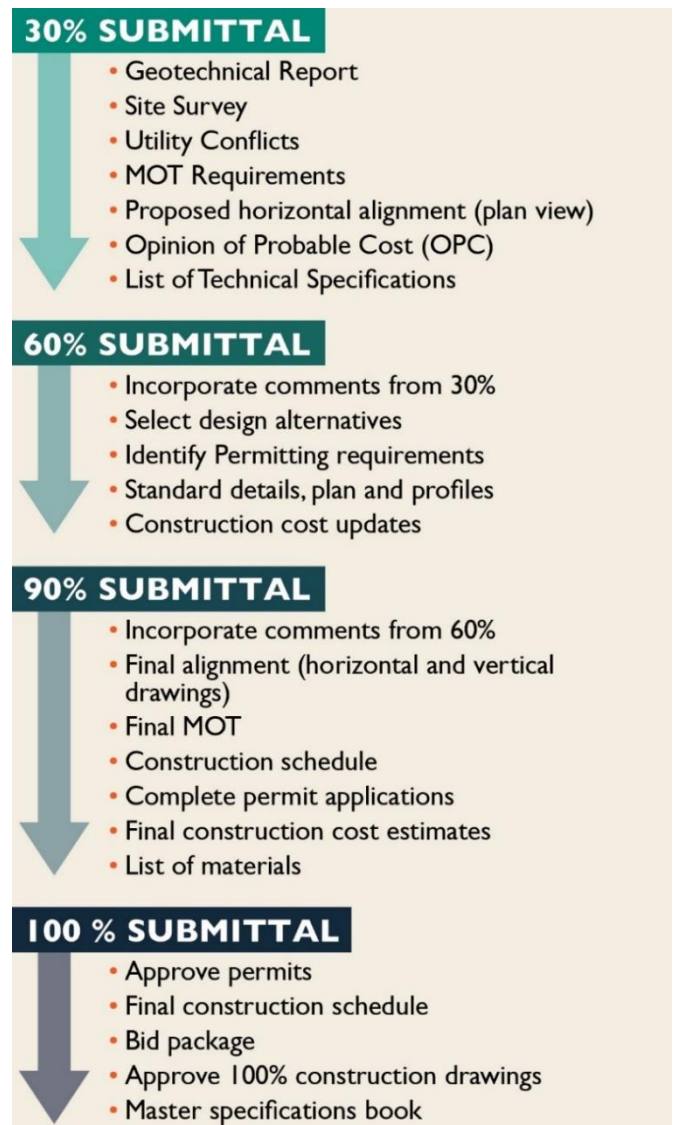 30% SUBMITTAL
• Geotechnical Report
• Site Survey
• Utility Conflicts
• MOT Requirements
• Proposed horizontal alignment (plan view)
• Opinion of Probable Cost (OPC)
• List of Technical Specifications
60% SUBMITTAL
• Incorporate comments from 30%
• Select design alternatives
• Identify Permitting requirements
• Standard details, plan and profiles
• Construction cost updates
90% SUBMITTAL
• Incorporate comments from 60%
• Final alignment (horizontal and vertical
drawings)
• Final MOT
• Construction schedule
• Complete permit applications
• Final construction cost estimates
• List of materials
100 % SUBMITTAL
• Approve permits
• Final construction schedule
• Bid package
• Approve 100% construction drawings
• Master specifications book